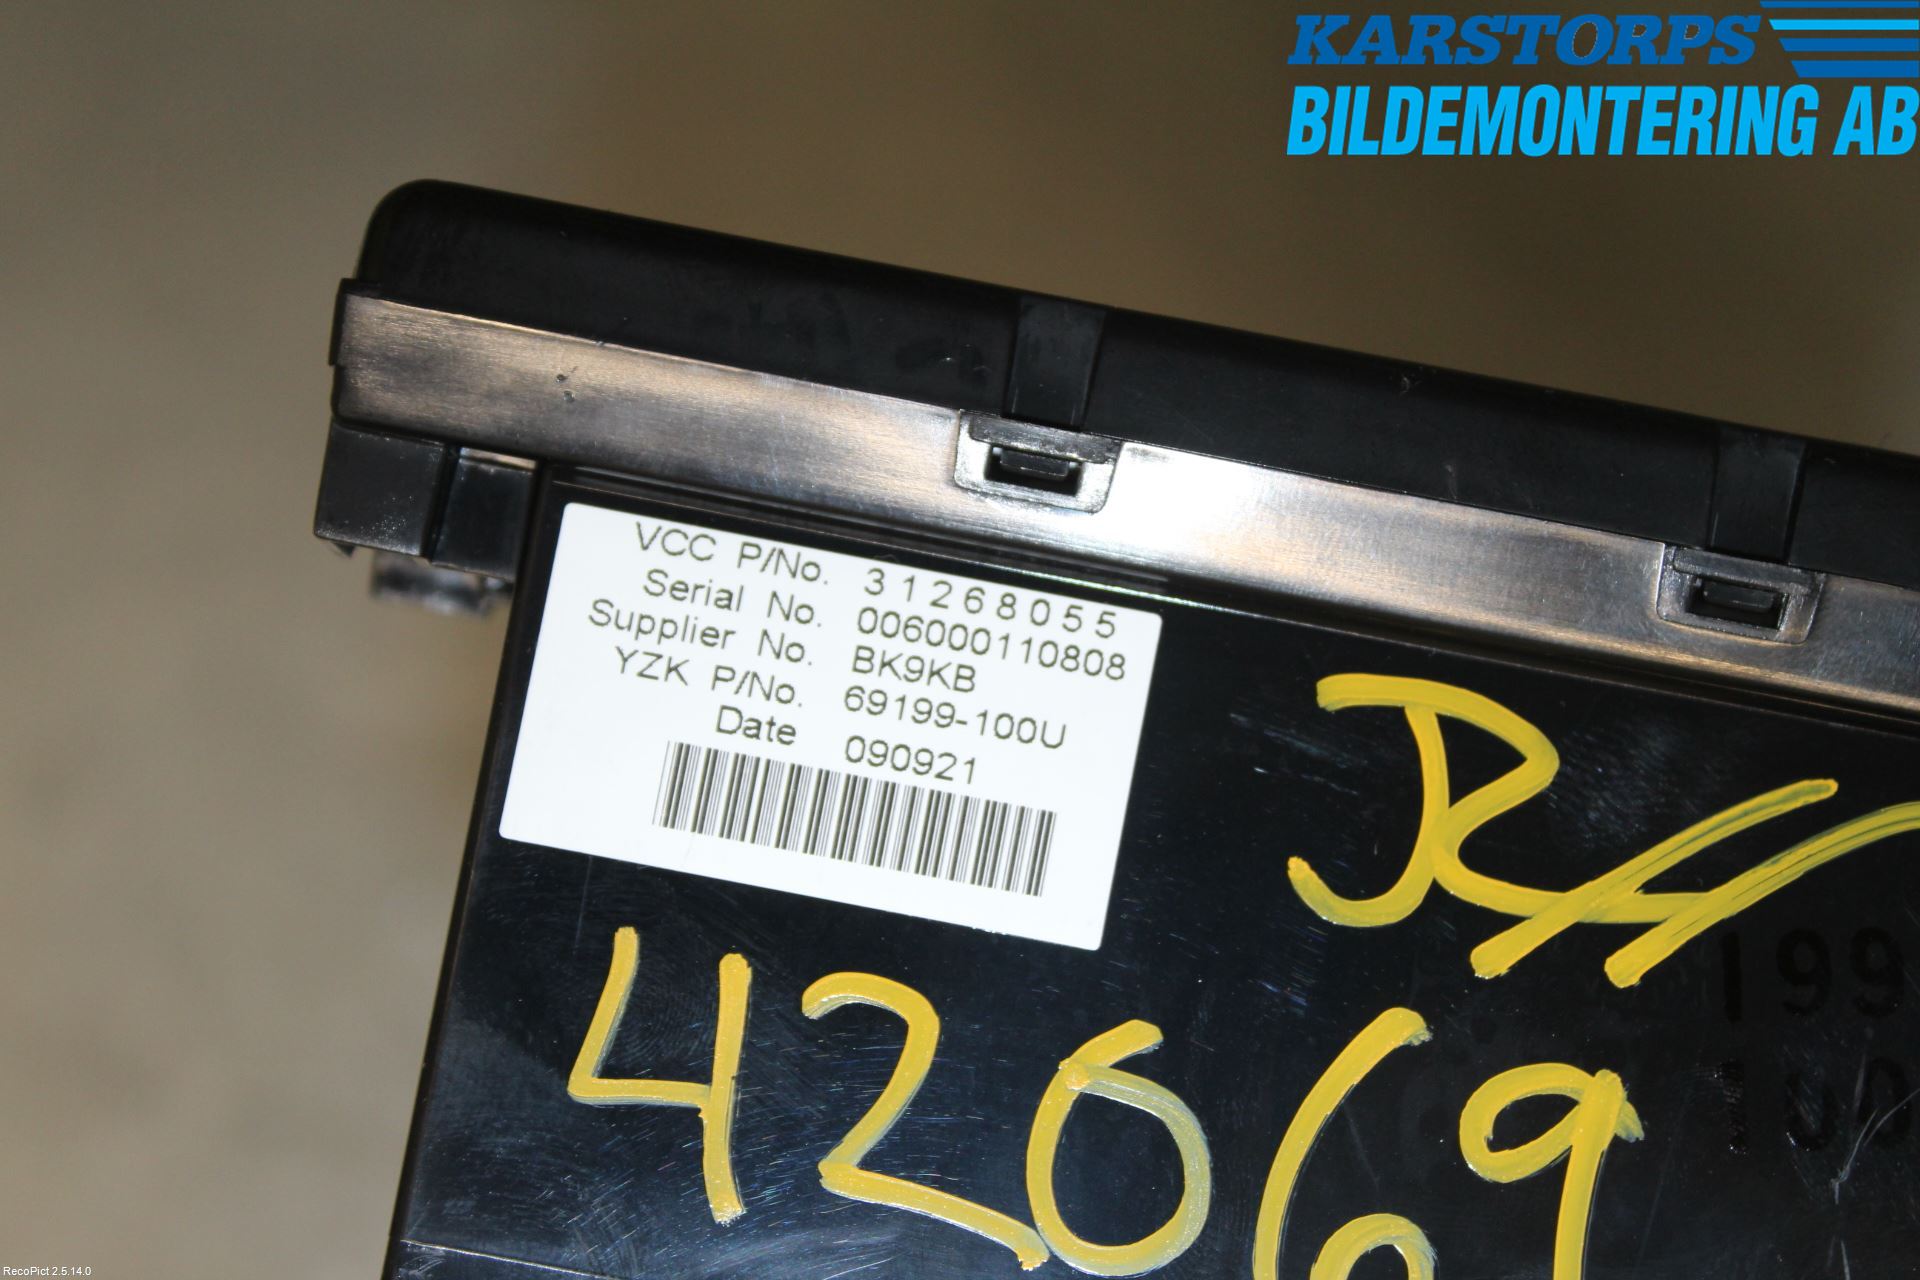 KARSTORPS
BILDEMONTERING AB
VCC P/No. 31268055
Serial No. 006000110808
Supplier No. BK9KB
YZK P/No. 69199-100U
Date 090921
42069
RecoPict 2.5.14.0